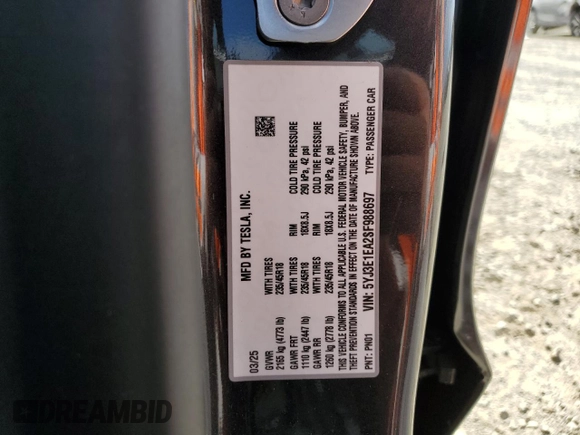 MFD BY TESLA, INC.
03/25
GVWR WITH TIRES RIM COLD TIRE PRESSURE
2165 kg (4773 lb) 235/45R18 18X8.5J 290 kPa, 42 psi
GAWR FRT WITH TIRES RIM COLD TIRE PRESSURE
1110 kg (2447 lb) 235/45R18 18X8.5J 290 kPa, 42 psi
GAWR RR
1260 kg (2778 lb)
THIS VEHICLE CONFORMS TO ALL APPLICABLE U.S. FEDERAL MOTOR VEHICLE SAFETY, BUMPER, AND
THEFT PREVENTION STANDARDS IN EFFECT ON THE DATE OF MANUFACTURE SHOWN ABOVE.
VIN: 5YJ3E1EA2SF988697 TYPE: PASSENGER CAR
PNT: PN01
DREAMBID